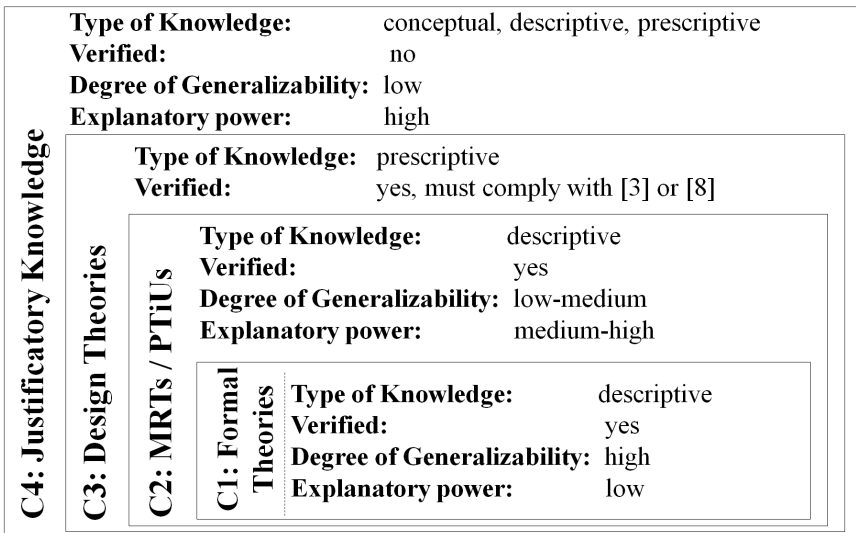 Type of Knowledge: conceptual, descriptive, prescriptive
Verified: no
Degree of Generalizability: low
Explanatory power: high
C4: Justificatory Knowledge
Type of Knowledge: prescriptive
Verified: yes, must comply with [3] or [8]
C3: Design Theories
Type of Knowledge: descriptive
Verified: yes
Degree of Generalizability: low-medium
Explanatory power: medium-high
C2: MRTs / PTiUs
C1: Formal
Theories
Type of Knowledge: descriptive
Verified: yes
Degree of Generalizability: high
Explanatory power: low